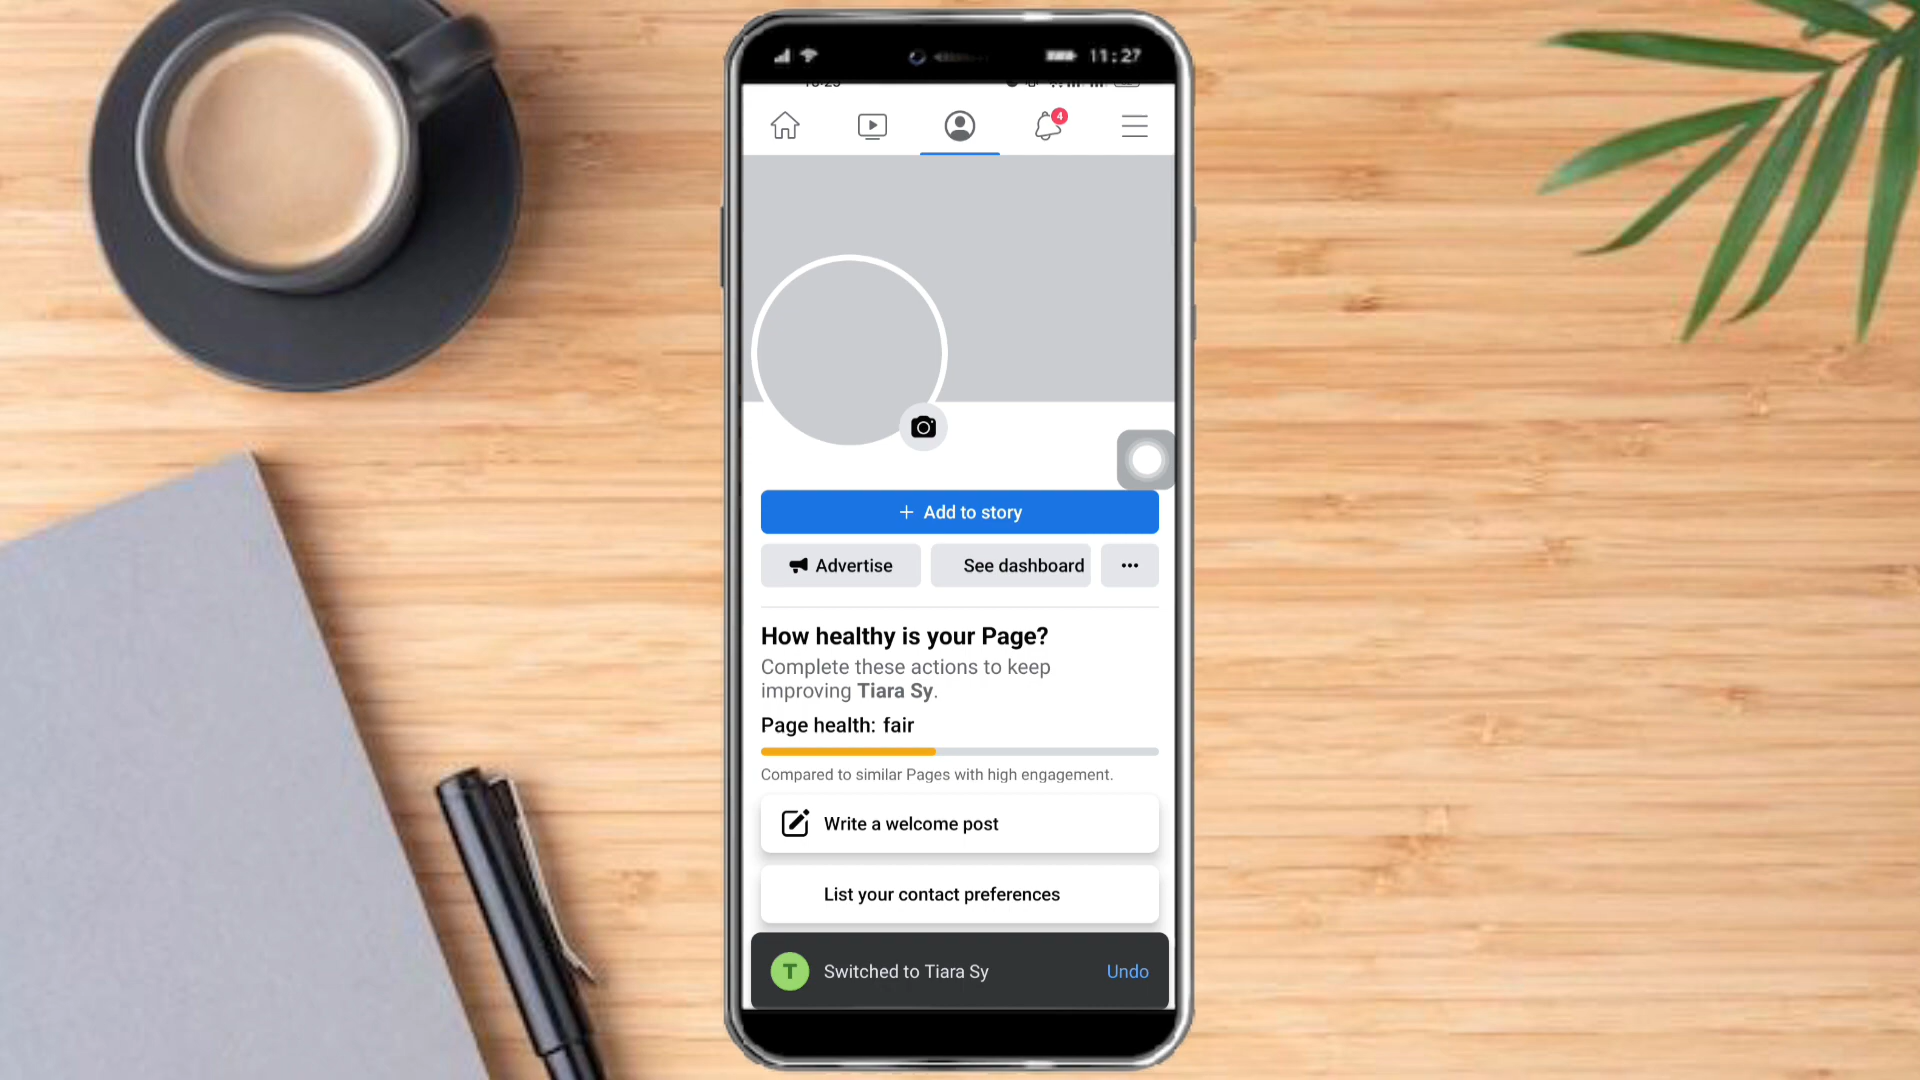 11:27
4
+ Add to story
Advertise
See dashboard
How healthy is your Page?
Complete these actions to keep
improving Tiara Sy.
Page health: fair
Compared to similar Pages with high engagement.
Write a welcome post
List your contact preferences
T
Switched to Tiara Sy
Undo